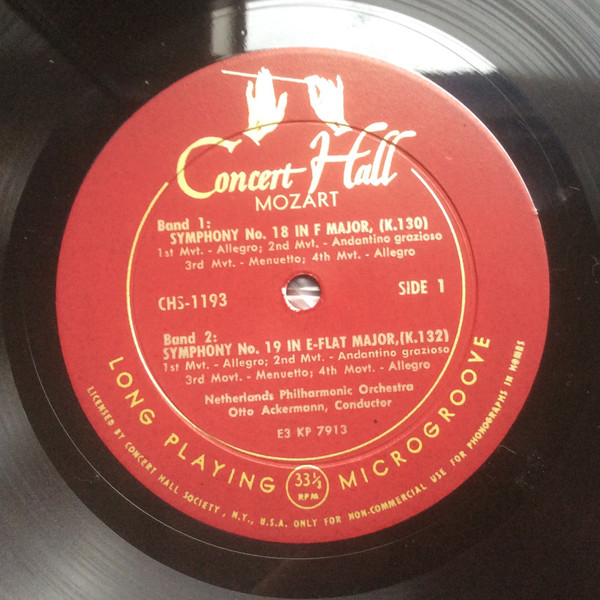 Concert Hall
MOZART
Band 1:
SYMPHONY No. 18 IN F MAJOR, (K.130)
1st Mvt. - Allegro; 2nd Mvt. - Andantino grazioso
3rd Mvt. - Menuetto; 4th Mvt. - Allegro
CHS-1193
SIDE 1
Band 2:
SYMPHONY No. 19 IN E-FLAT MAJOR,(K.132)
1st Mvt. - Allegro; 2nd Mvt. - Andantino grazioso
3rd Movt. - Menuetto; 4th Movt. - Allegro
Netherlands Philharmonic Orchestra
Otto Ackermann, Conductor
E3 KP 7913
LONG PLAYING 33⅓ RPM MICROGROOVE
LICENSED BY CONCERT HALL SOCIETY, N.Y., U.S.A. ONLY FOR NON-COMMERCIAL USE FOR PHONOGRAPHS IN HOMES